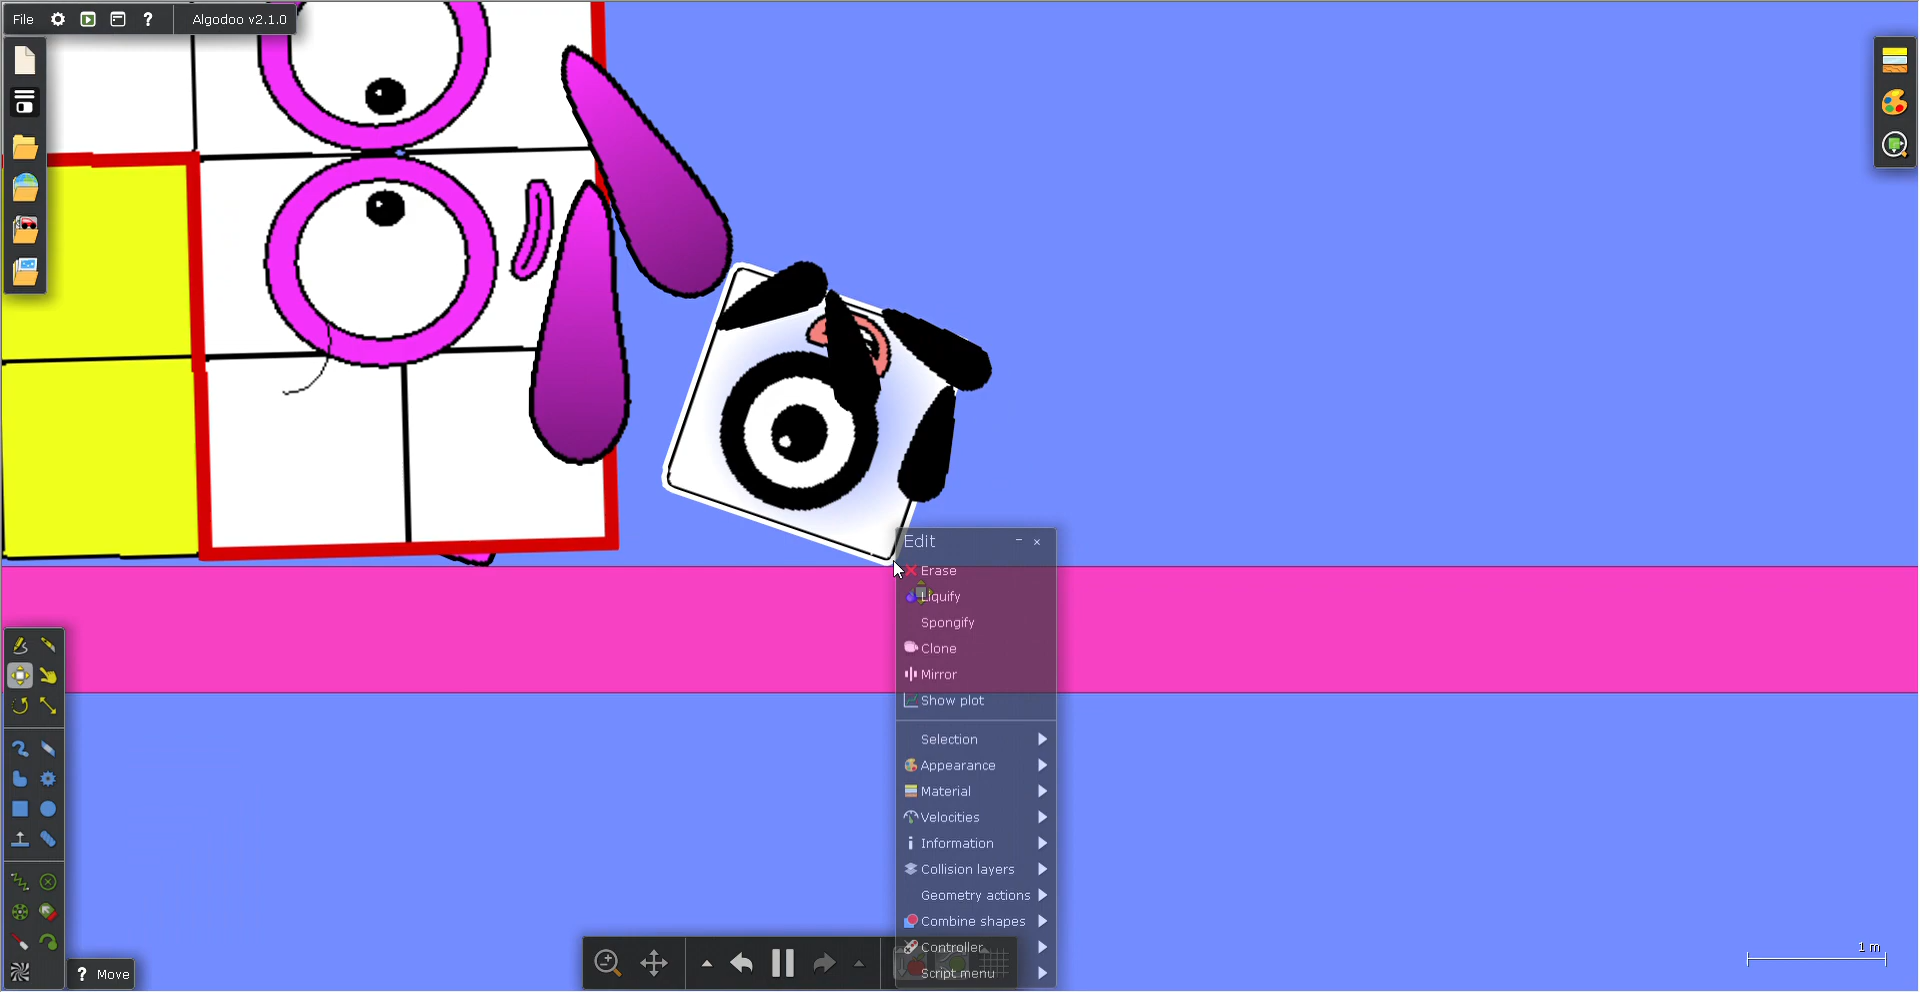 File
?
Algodoo v2.1.0
Edit
Erase
Liquify
Spongify
Clone
Mirror
Show plot
Selection
Appearance
Material
Velocities
Information
Collision layers
Geometry actions
Combine shapes
Controller
Script menu
? Move
1 m